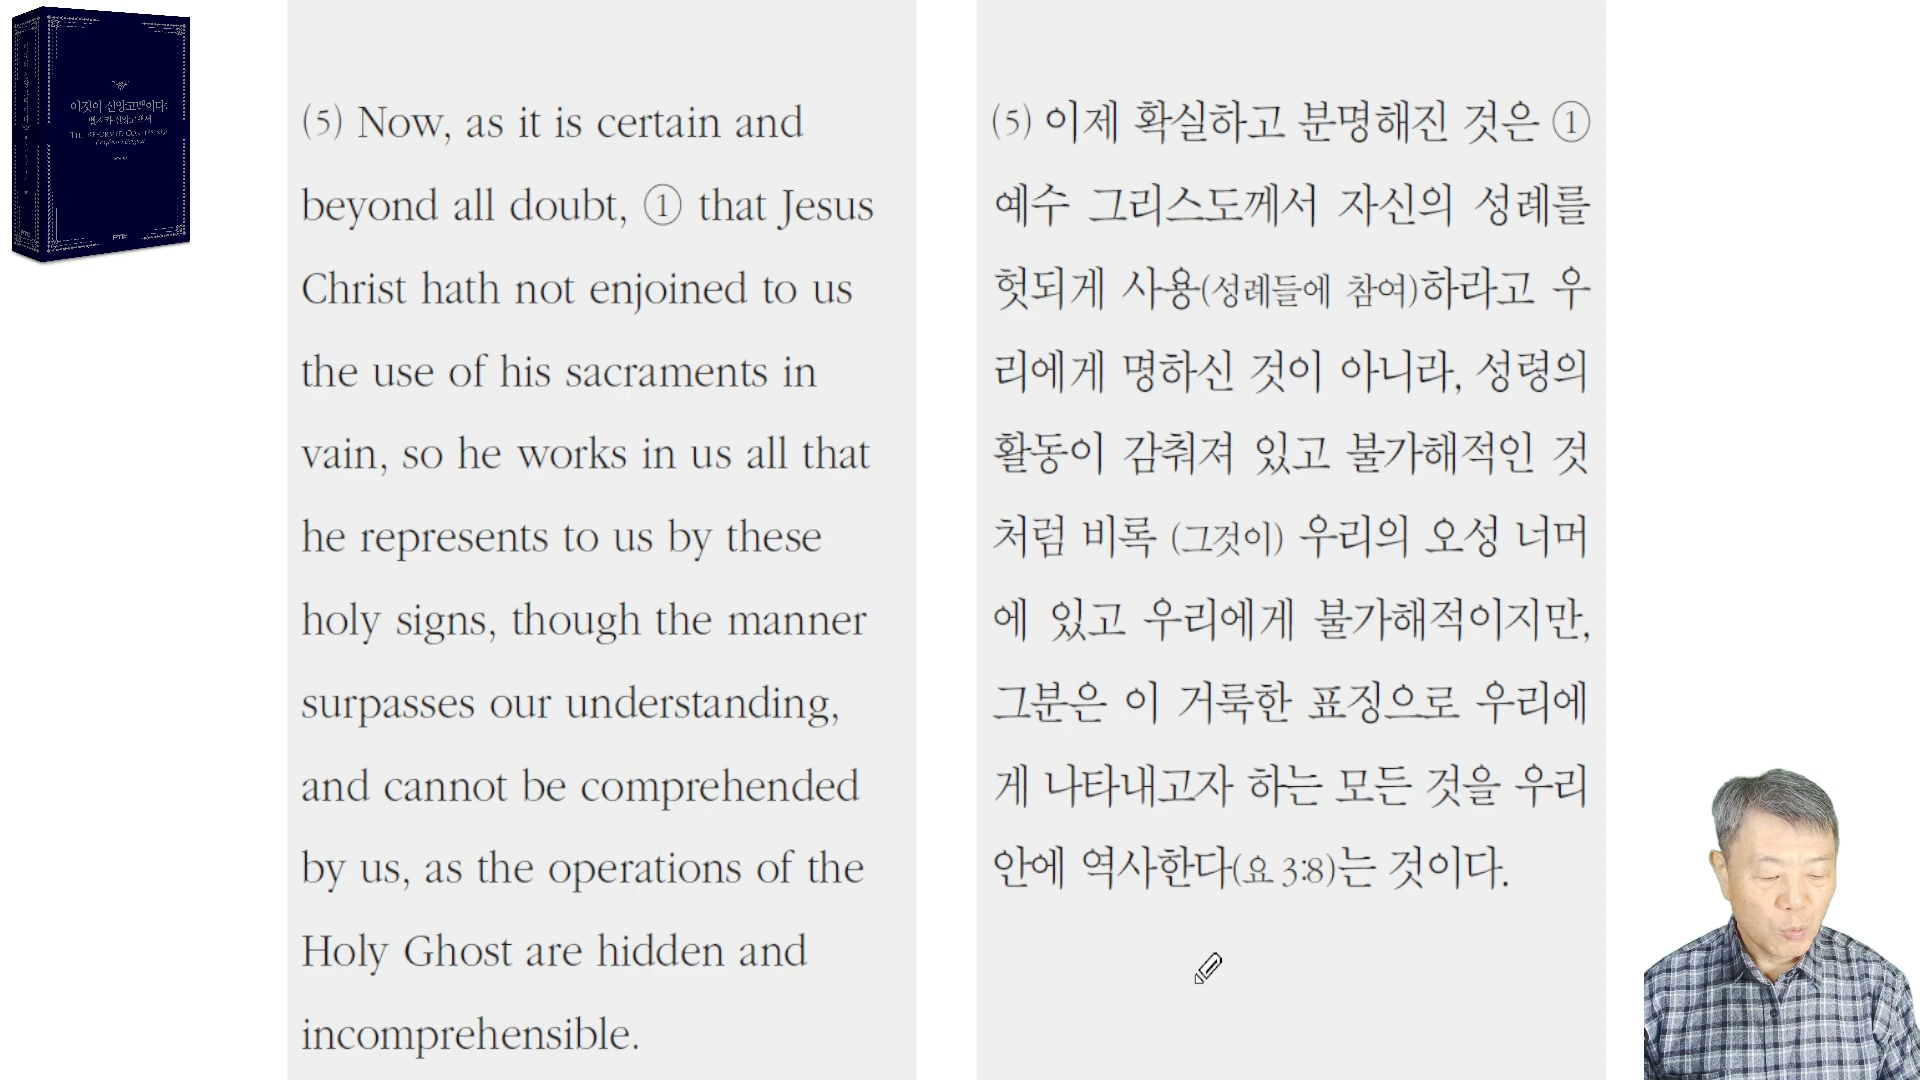 이것이 신앙고백이다:
벨직카 신앙고백서
THE REFORMED CONFESSING:
(5) Now, as it is certain and
beyond all doubt, ① that Jesus
Christ hath not enjoined to us
the use of his sacraments in
vain, so he works in us all that
he represents to us by these
holy signs, though the manner
surpasses our understanding,
and cannot be comprehended
by us, as the operations of the
Holy Ghost are hidden and
incomprehensible.
(5) 이제 확실하고 분명해진 것은 ①
예수 그리스도께서 자신의 성례를
헛되게 사용(성례들에 참여)하라고 우
리에게 명하신 것이 아니라, 성령의
활동이 감춰져 있고 불가해적인 것
처럼 비록 (그것이) 우리의 오성 너머
에 있고 우리에게 불가해적이지만,
그분은 이 거룩한 표징으로 우리에
게 나타내고자 하는 모든 것을 우리
안에 역사한다(요 3:8)는 것이다.